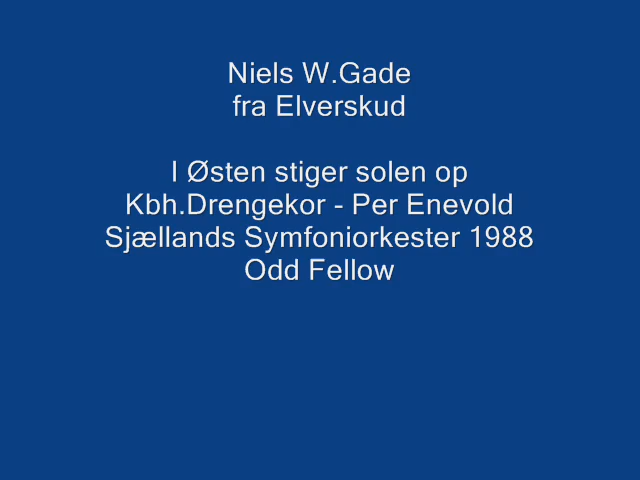 Niels W.Gade
fra Elverskud
I Østen stiger solen op
Kbh.Drengekor - Per Enevold
Sjællands Symfoniorkester 1988
Odd Fellow